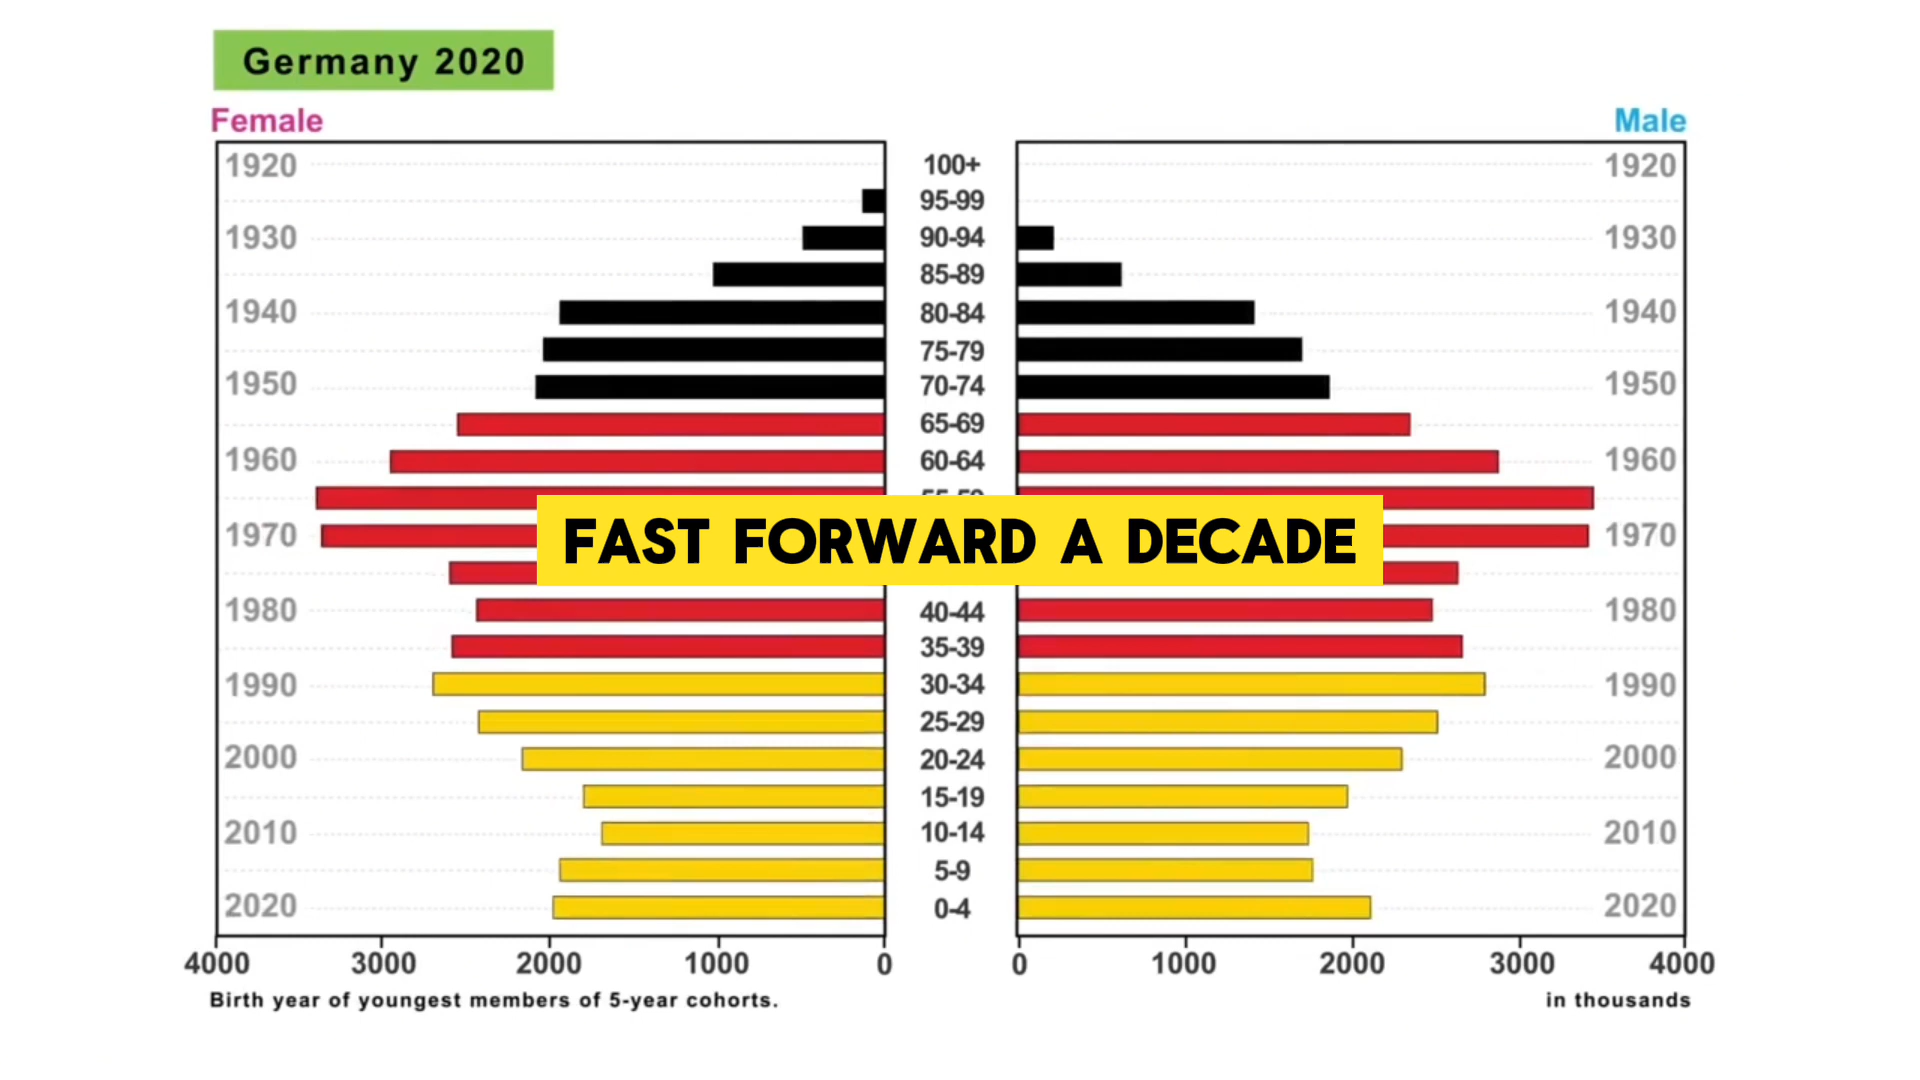 Germany 2020
Female Male
1920 100+ 1920
95-99
1930 90-94 1930
85-89
1940 80-84 1940
75-79
1950 70-74 1950
65-69
1960 60-64 1960
1970 FAST FORWARD A DECADE 1970
1980 40-44 1980
35-39
1990 30-34 1990
25-29
2000 20-24 2000
15-19
2010 10-14 2010
5-9
2020 0-4 2020
4000 3000 2000 1000 0 0 1000 2000 3000 4000
Birth year of youngest members of 5-year cohorts. in thousands